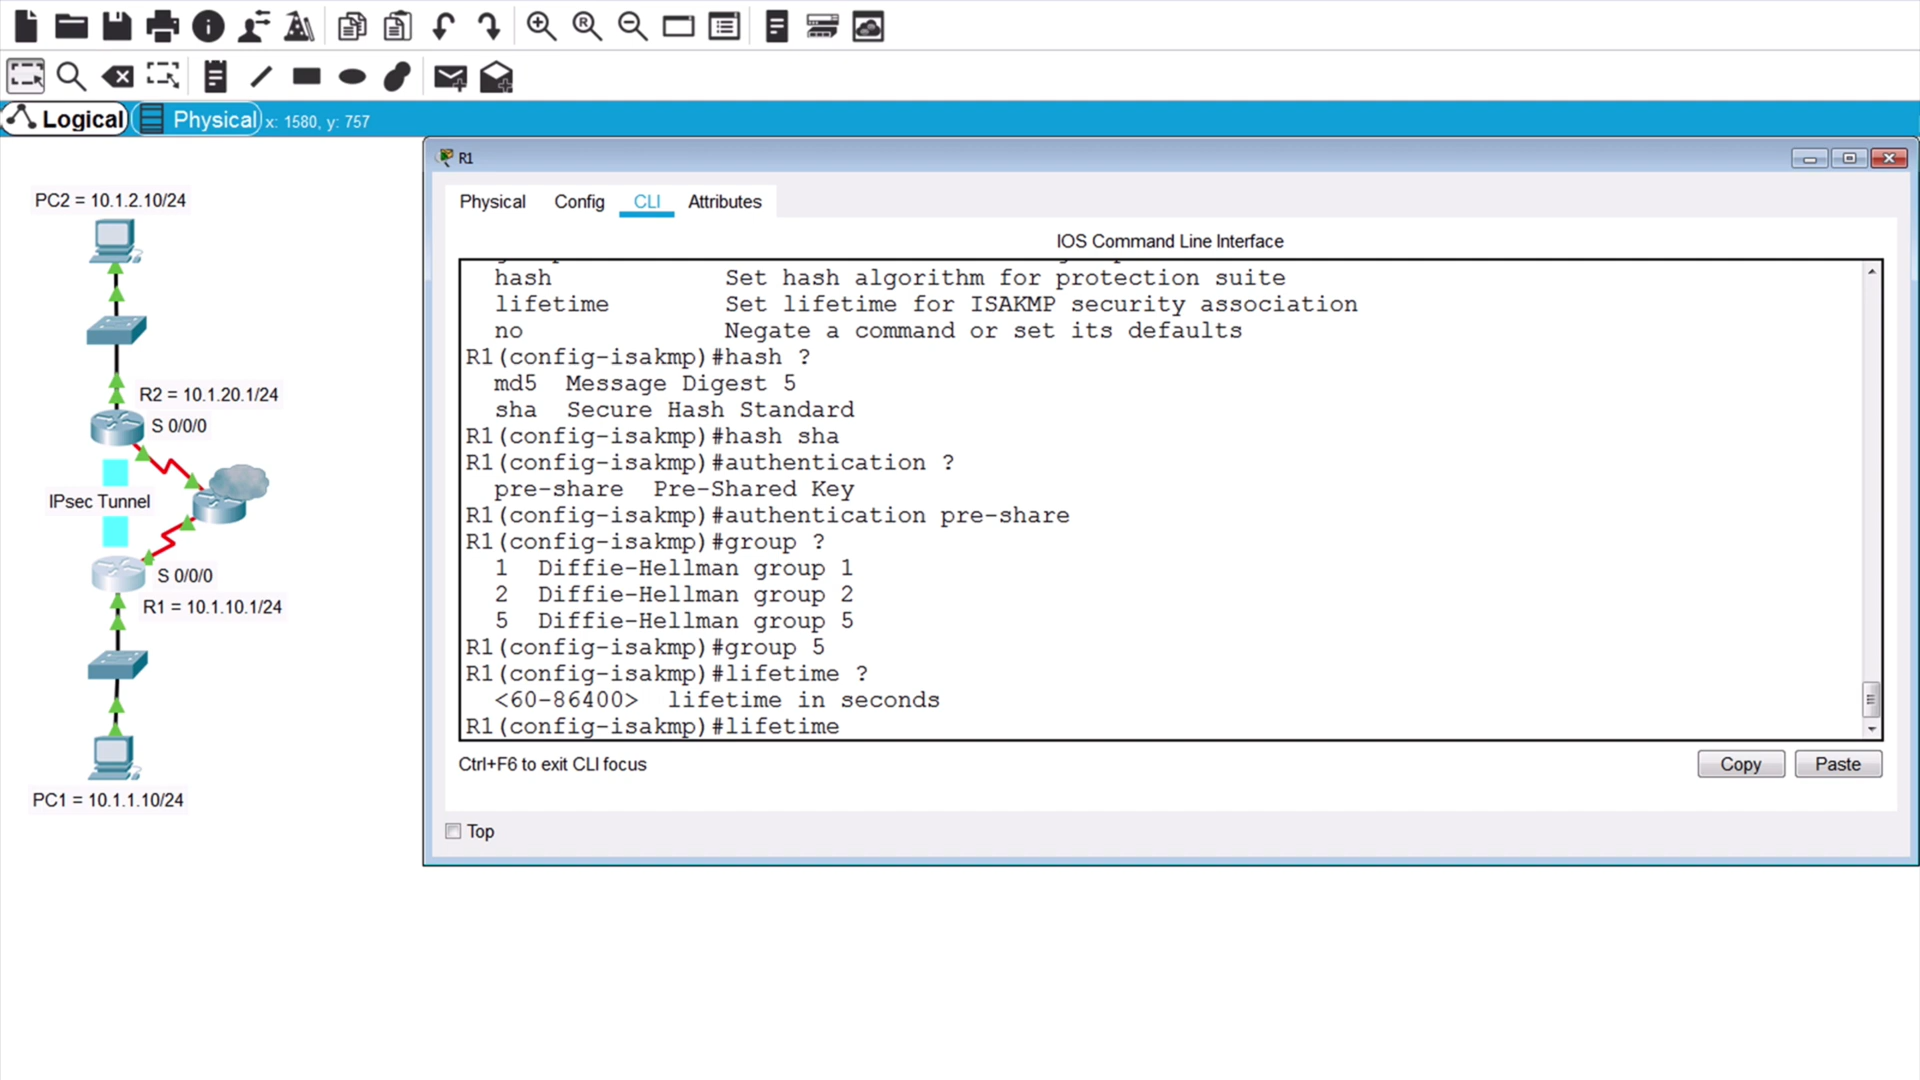 Logical
Physical x: 1580, y: 757
PC2 = 10.1.2.10/24
R2 = 10.1.20.1/24
S 0/0/0
IPsec Tunnel
S 0/0/0
R1 = 10.1.10.1/24
PC1 = 10.1.1.10/24
R1
Physical Config CLI Attributes
IOS Command Line Interface
hash Set hash algorithm for protection suite
lifetime Set lifetime for ISAKMP security association
no Negate a command or set its defaults
R1(config-isakmp)#hash ?
md5 Message Digest 5
sha Secure Hash Standard
R1(config-isakmp)#hash sha
R1(config-isakmp)#authentication ?
pre-share Pre-Shared Key
R1(config-isakmp)#authentication pre-share
R1(config-isakmp)#group ?
1 Diffie-Hellman group 1
2 Diffie-Hellman group 2
5 Diffie-Hellman group 5
R1(config-isakmp)#group 5
R1(config-isakmp)#lifetime ?
<60-86400> lifetime in seconds
R1(config-isakmp)#lifetime
Ctrl+F6 to exit CLI focus
Copy Paste
Top